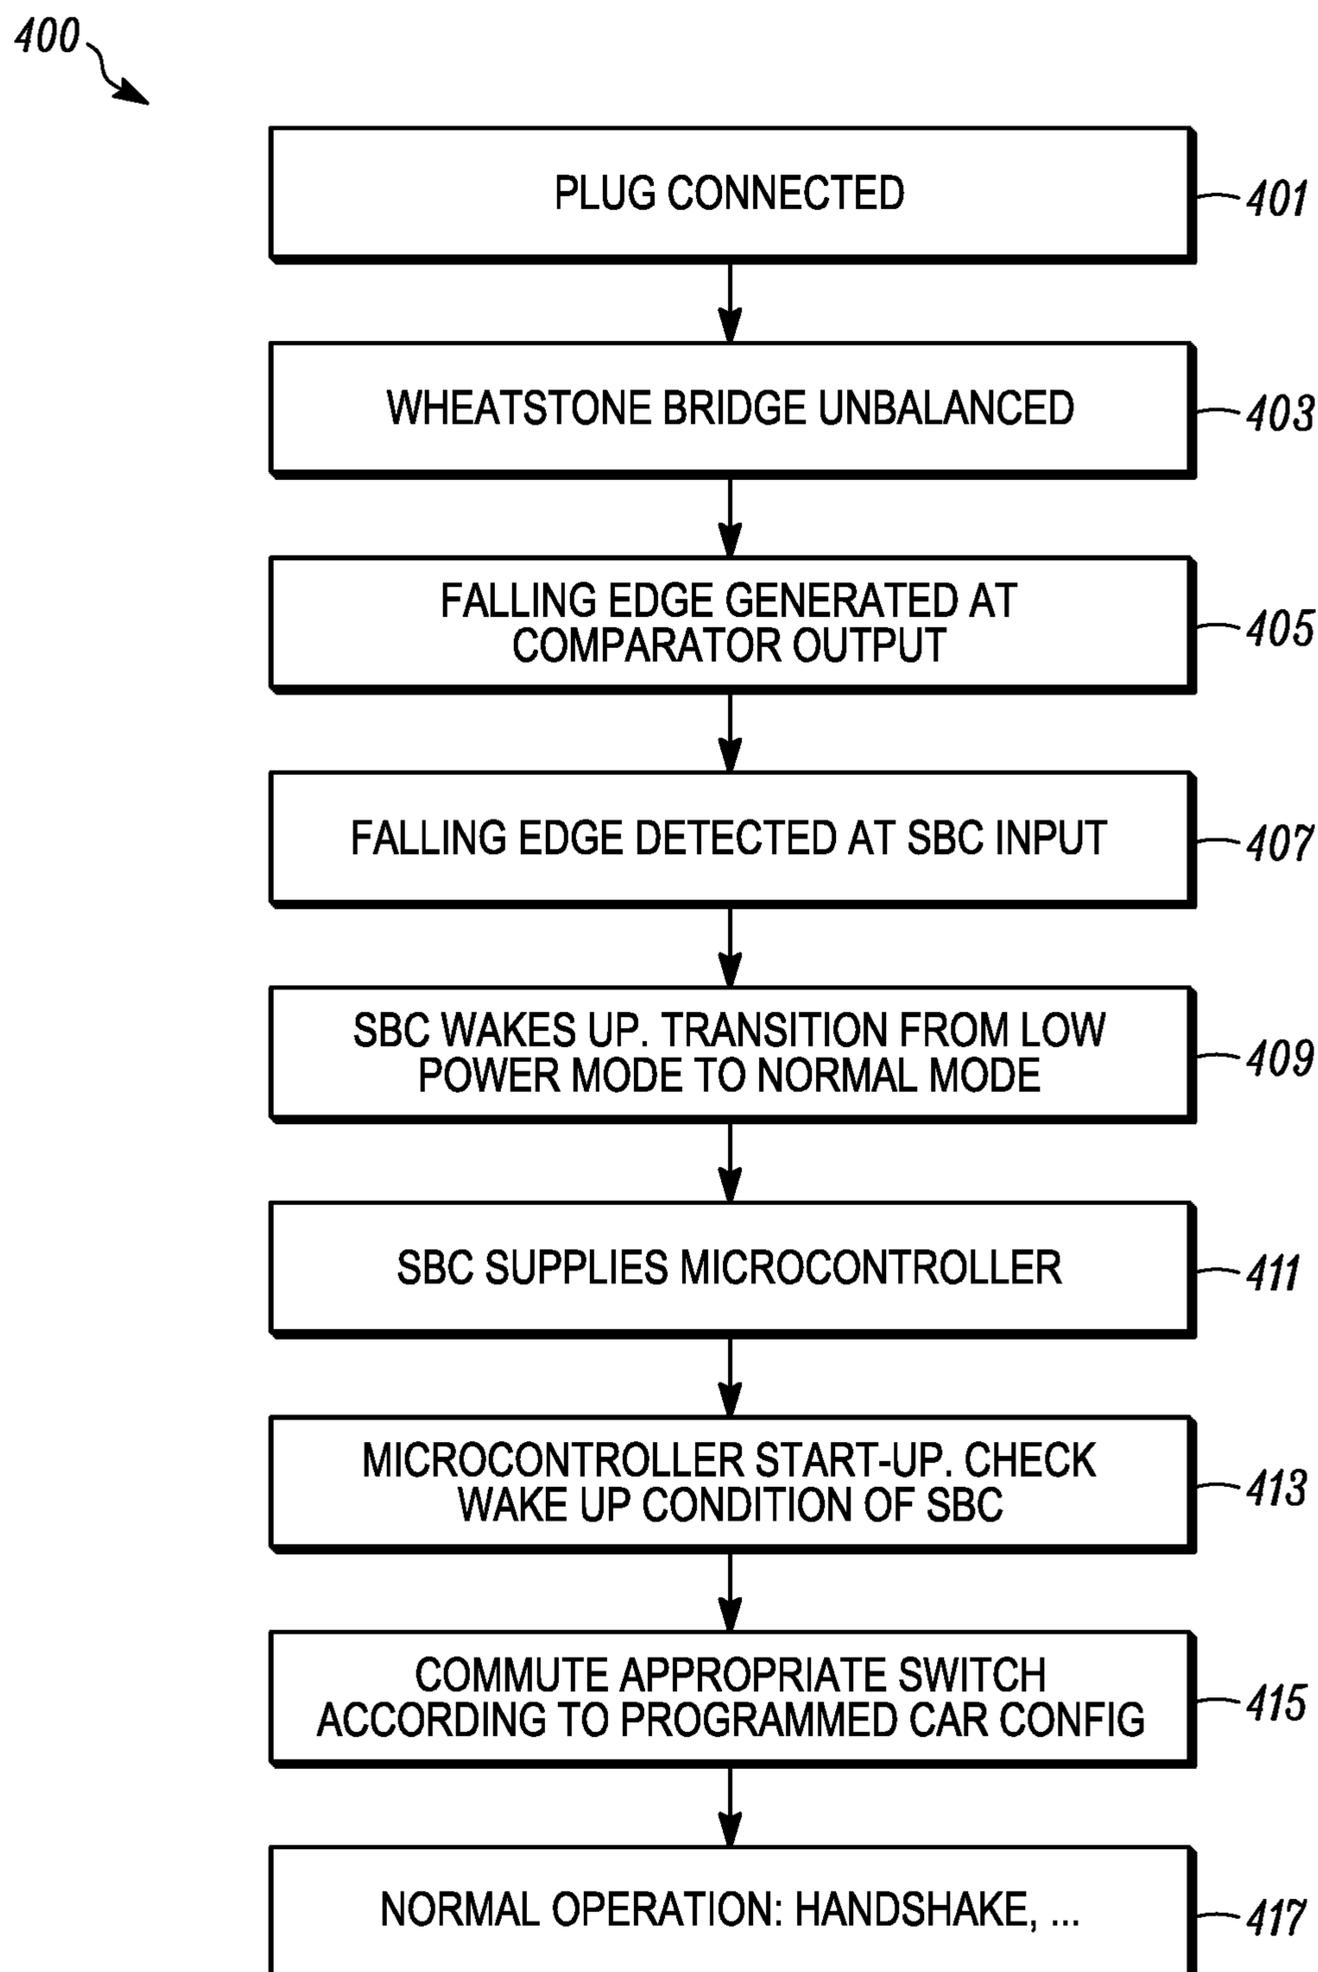 400
PLUG CONNECTED
401
WHEATSTONE BRIDGE UNBALANCED
403
FALLING EDGE GENERATED AT
COMPARATOR OUTPUT
405
FALLING EDGE DETECTED AT SBC INPUT
407
SBC WAKES UP. TRANSITION FROM LOW
POWER MODE TO NORMAL MODE
409
SBC SUPPLIES MICROCONTROLLER
411
MICROCONTROLLER START-UP. CHECK
WAKE UP CONDITION OF SBC
413
COMMUTE APPROPRIATE SWITCH
ACCORDING TO PROGRAMMED CAR CONFIG
415
NORMAL OPERATION: HANDSHAKE, ...
417